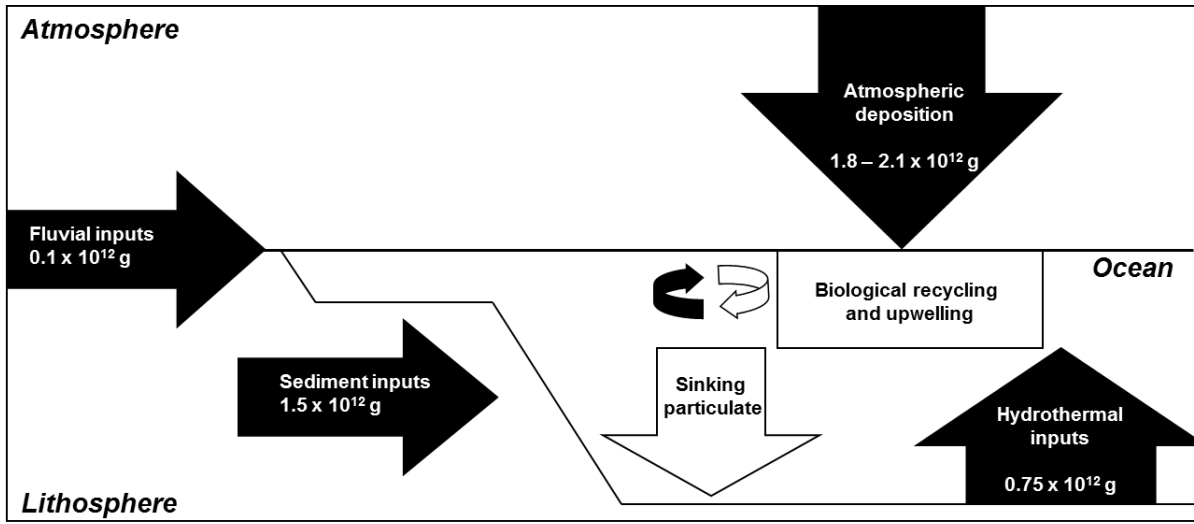 Atmosphere
Atmospheric
deposition
1.8 – 2.1 x 10¹² g
Fluvial inputs
0.1 x 10¹² g
Ocean
Biological recycling
and upwelling
Sediment inputs
1.5 x 10¹² g
Sinking
particulate
Hydrothermal
inputs
0.75 x 10¹² g
Lithosphere